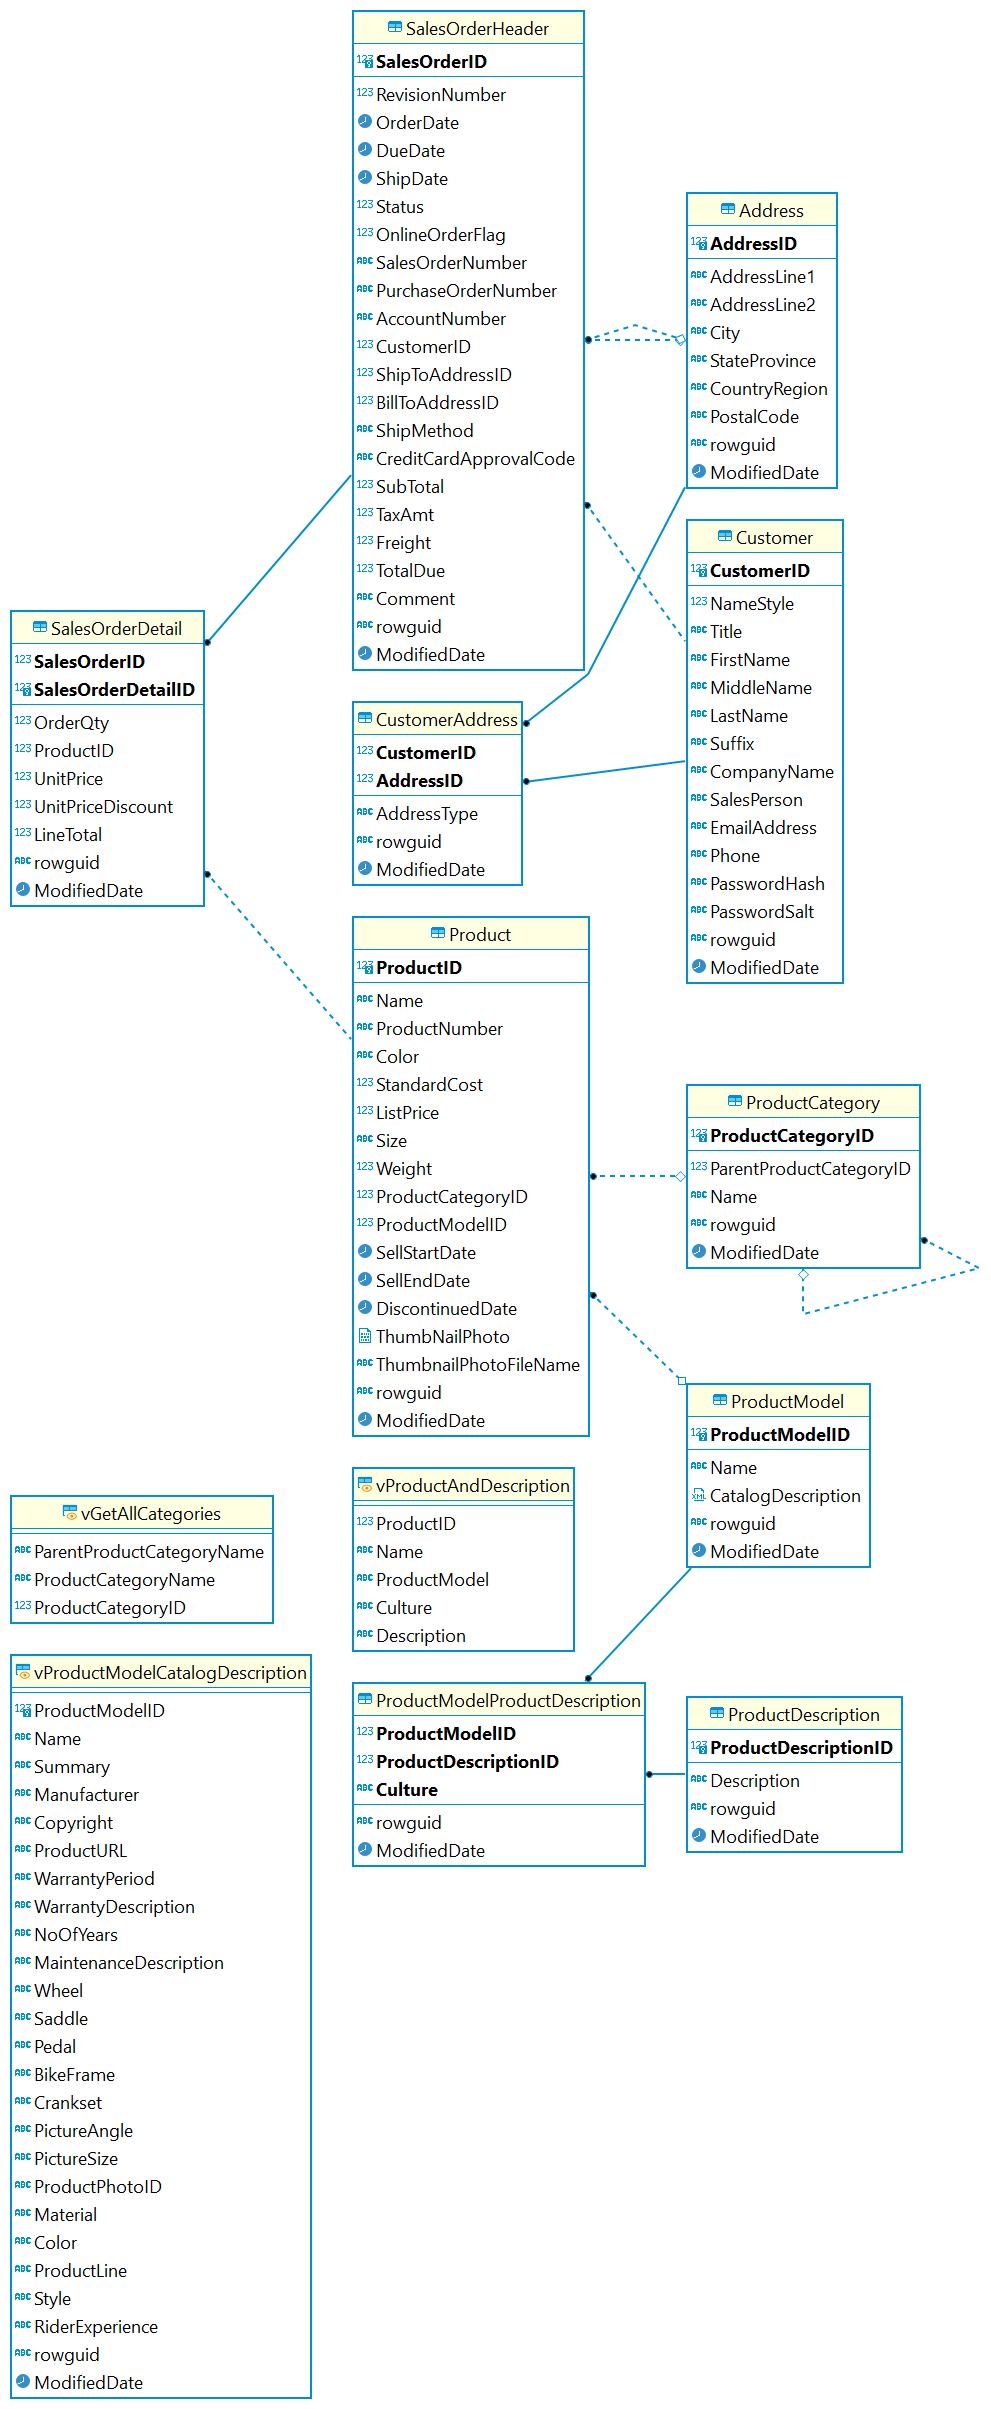 SalesOrderHeader
SalesOrderID
RevisionNumber
OrderDate
DueDate
ShipDate
Status
OnlineOrderFlag
SalesOrderNumber
PurchaseOrderNumber
AccountNumber
CustomerID
ShipToAddressID
BillToAddressID
ShipMethod
CreditCardApprovalCode
SubTotal
TaxAmt
Freight
TotalDue
Comment
rowguid
ModifiedDate
Address
AddressID
AddressLine1
AddressLine2
City
StateProvince
CountryRegion
PostalCode
rowguid
ModifiedDate
Customer
CustomerID
NameStyle
Title
FirstName
MiddleName
LastName
Suffix
CompanyName
SalesPerson
EmailAddress
Phone
PasswordHash
PasswordSalt
rowguid
ModifiedDate
SalesOrderDetail
SalesOrderID
SalesOrderDetailID
OrderQty
ProductID
UnitPrice
UnitPriceDiscount
LineTotal
rowguid
ModifiedDate
CustomerAddress
CustomerID
AddressID
AddressType
rowguid
ModifiedDate
Product
ProductID
Name
ProductNumber
Color
StandardCost
ListPrice
Size
Weight
ProductCategoryID
ProductModelID
SellStartDate
SellEndDate
DiscontinuedDate
ThumbNailPhoto
ThumbnailPhotoFileName
rowguid
ModifiedDate
ProductCategory
ProductCategoryID
ParentProductCategoryID
Name
rowguid
ModifiedDate
ProductModel
ProductModelID
Name
CatalogDescription
rowguid
ModifiedDate
vProductAndDescription
ProductID
Name
ProductModel
Culture
Description
vGetAllCategories
ParentProductCategoryName
ProductCategoryName
ProductCategoryID
vProductModelCatalogDescription
ProductModelID
Name
Summary
Manufacturer
Copyright
ProductURL
WarrantyPeriod
WarrantyDescription
NoOfYears
MaintenanceDescription
Wheel
Saddle
Pedal
BikeFrame
Crankset
PictureAngle
PictureSize
ProductPhotoID
Material
Color
ProductLine
Style
RiderExperience
rowguid
ModifiedDate
ProductModelProductDescription
ProductModelID
ProductDescriptionID
Culture
rowguid
ModifiedDate
ProductDescription
ProductDescriptionID
Description
rowguid
ModifiedDate